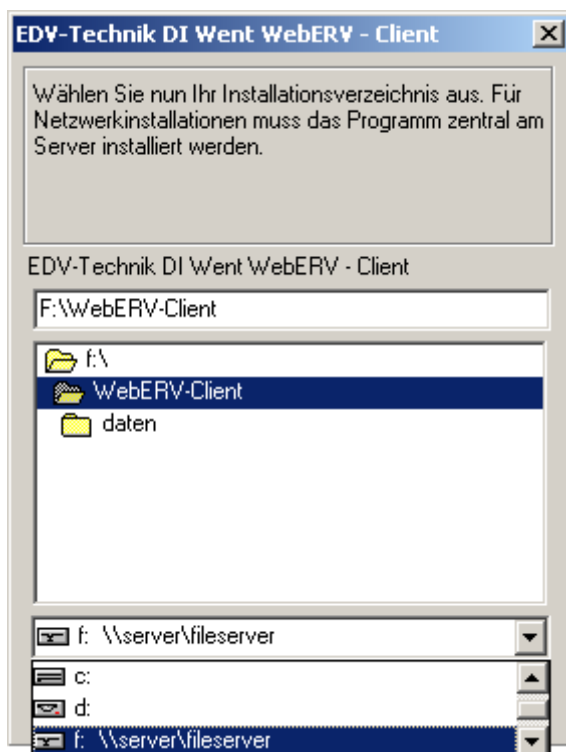 EDV-Technik DI Went WebERV - Client
Wählen Sie nun Ihr Installationsverzeichnis aus. Für
Netzwerkinstallationen muss das Programm zentral am
Server installiert werden.
EDV-Technik DI Went WebERV - Client
F:\WebERV-Client
f:\
WebERV-Client
daten
f: \\server\fileserver
c:
d:
f: \\server\fileserver